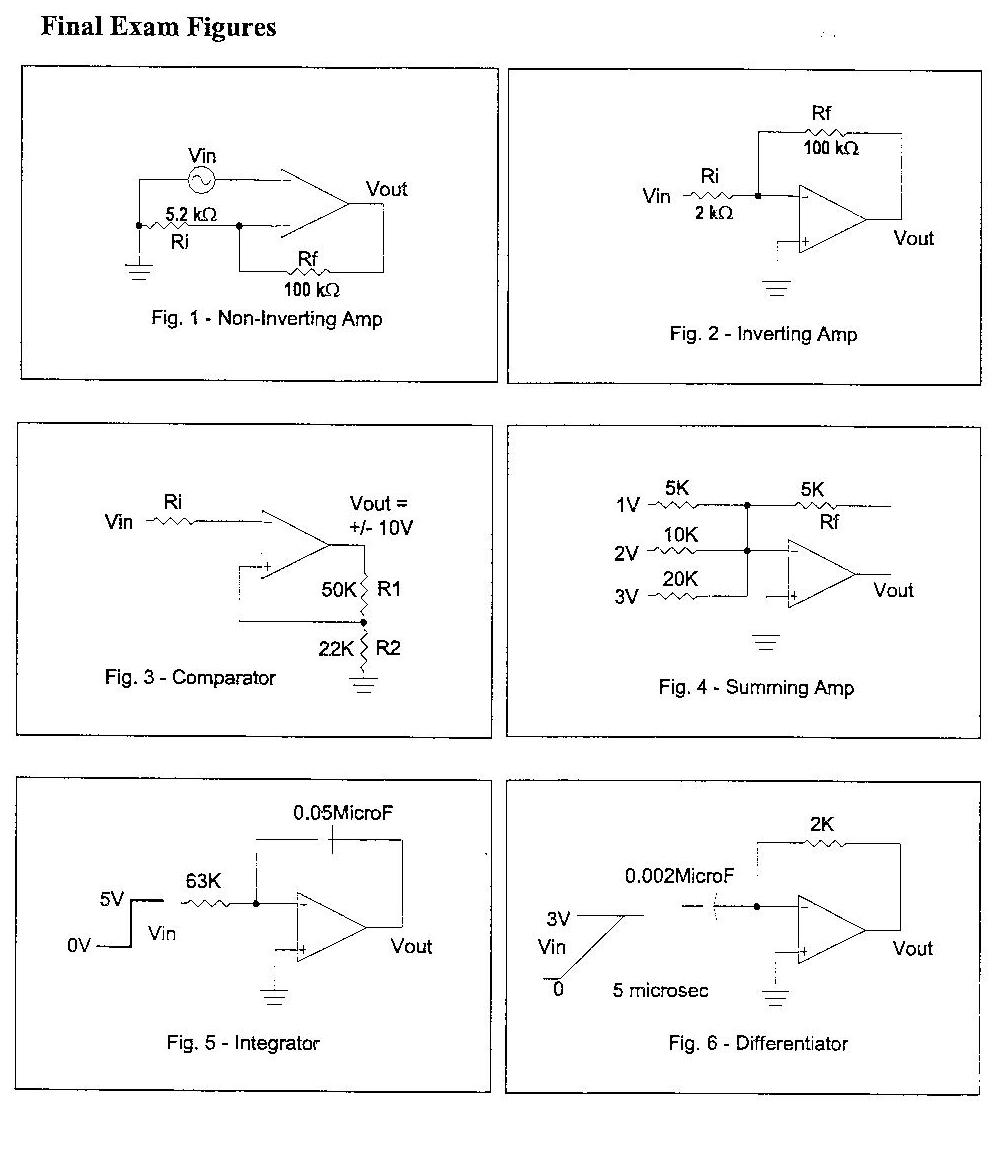 Final Exam Figures
Vin
Vout
5.2 kΩ
Ri
Rf
100 kΩ
Fig. 1 - Non-Inverting Amp
Rf
100 kΩ
Ri
Vin
2 kΩ
-
+
Vout
Fig. 2 - Inverting Amp
Ri
Vin
Vout =
+/- 10V
-
+
50K R1
22K R2
Fig. 3 - Comparator
5K
5K
1V
Rf
10K
2V
-
20K
3V
+
Vout
Fig. 4 - Summing Amp
0.05MicroF
63K
5V
-
Vin
0V
+
Vout
Fig. 5 - Integrator
2K
0.002MicroF
3V
-
Vin
+
Vout
0
5 microsec
Fig. 6 - Differentiator